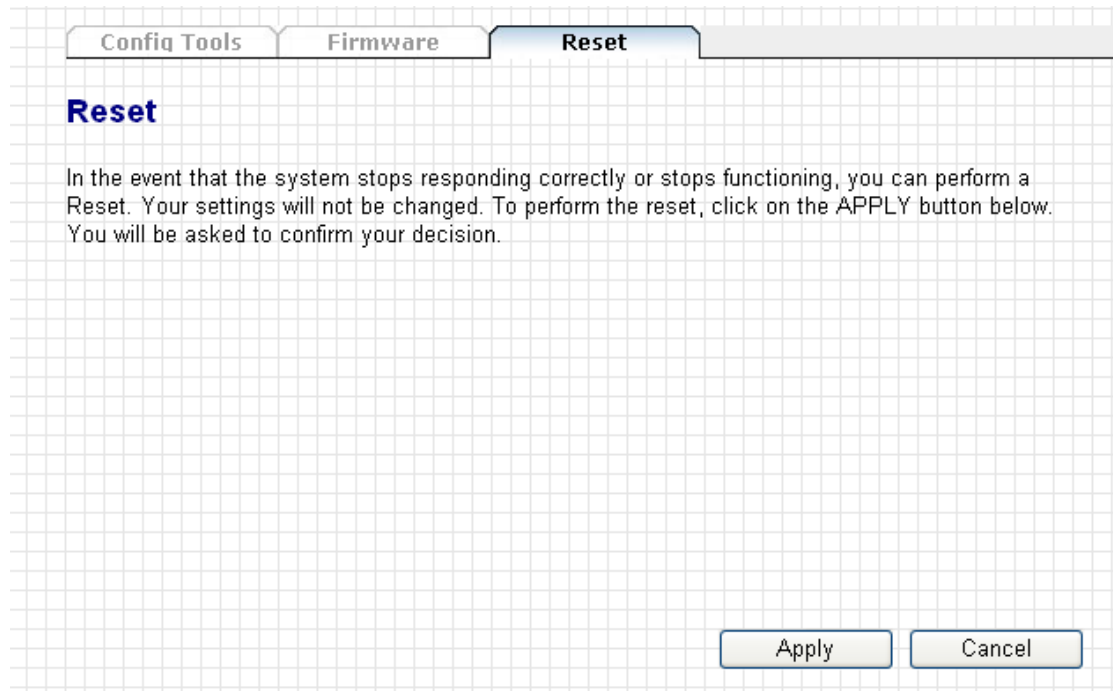 Config Tools Firmware Reset
Reset
In the event that the system stops responding correctly or stops functioning, you can perform a
Reset. Your settings will not be changed. To perform the reset, click on the APPLY button below.
You will be asked to confirm your decision.
Apply Cancel